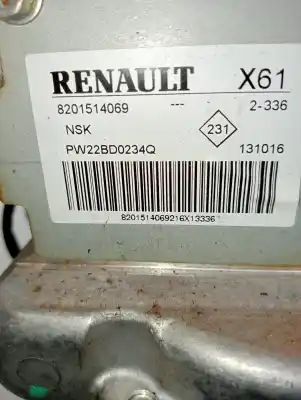 RENAULT X61
8201514069 --- 2-336
NSK 231
PW22BD0234Q 131016
8201514069216X13336